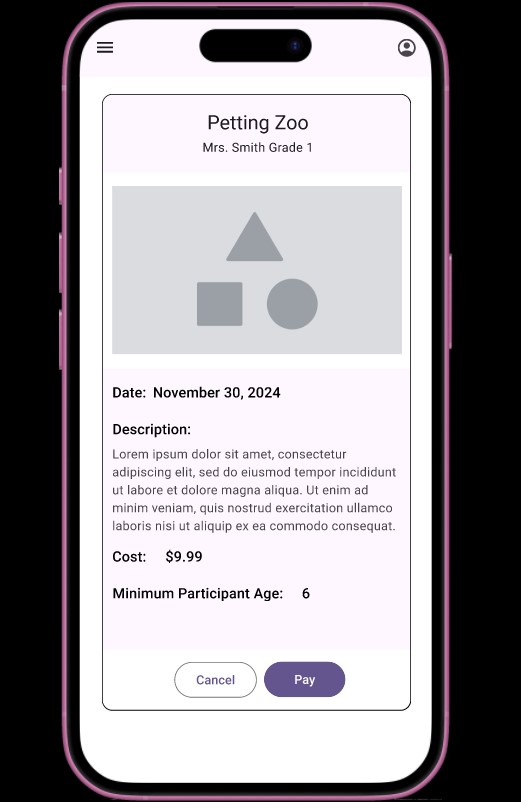 Petting Zoo
Mrs. Smith Grade 1
Date: November 30, 2024
Description:
Lorem ipsum dolor sit amet, consectetur
adipiscing elit, sed do eiusmod tempor incididunt
ut labore et dolore magna aliqua. Ut enim ad
minim veniam, quis nostrud exercitation ullamco
laboris nisi ut aliquip ex ea commodo consequat.
Cost: $9.99
Minimum Participant Age: 6
Cancel Pay